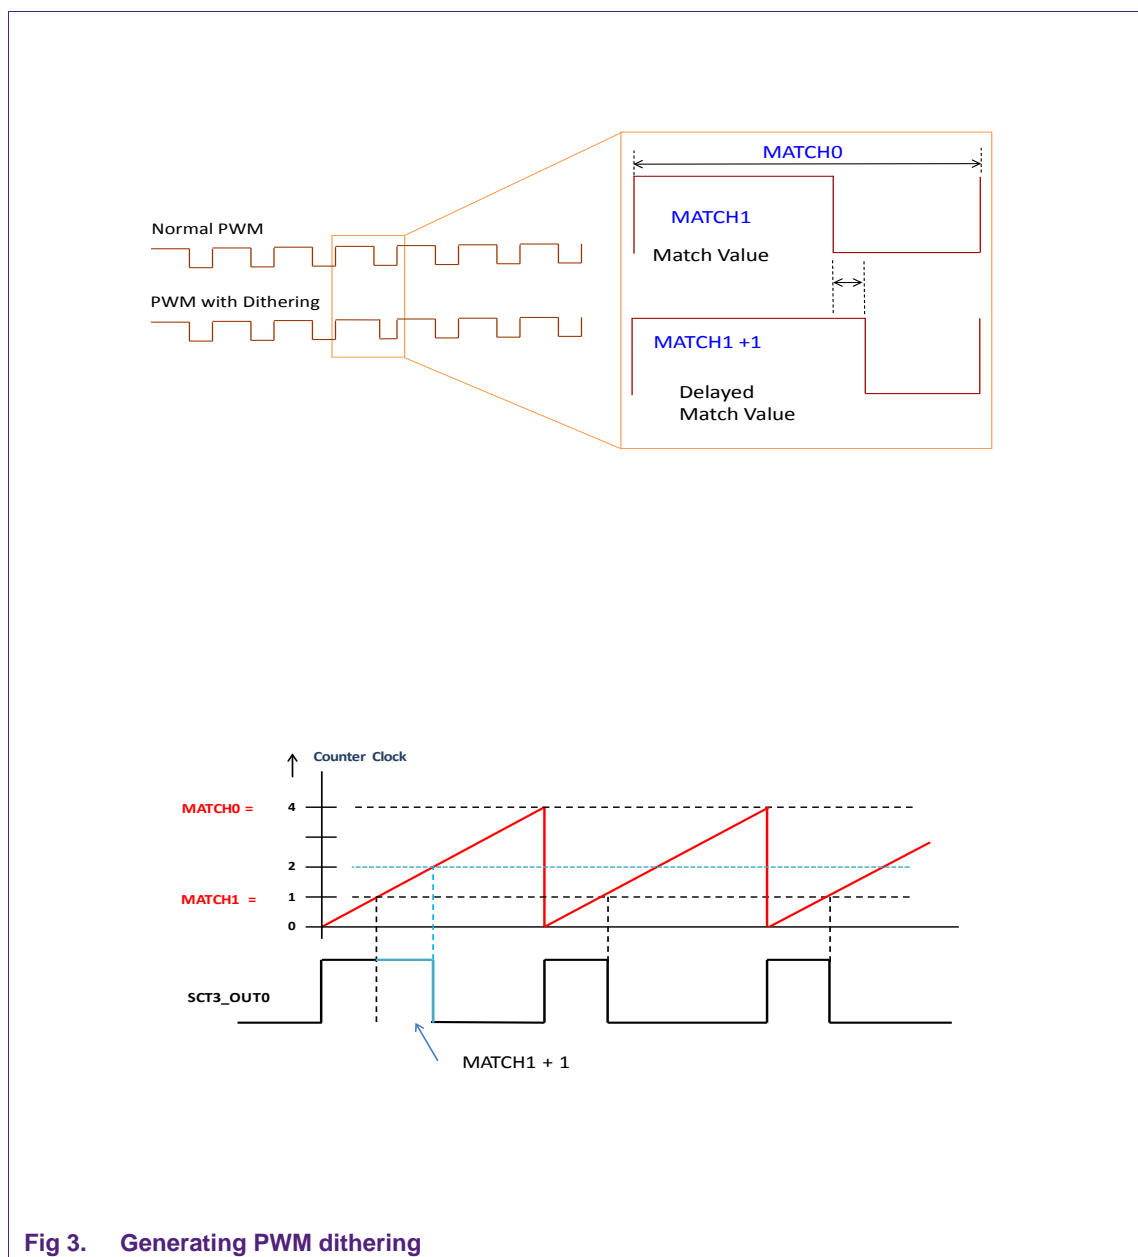 MATCH0
Normal PWM
MATCH1
Match Value
PWM with Dithering
MATCH1 +1
Delayed
Match Value
Counter Clock
MATCH0 = 4
2
MATCH1 = 1
0
SCT3_OUT0
MATCH1 + 1
Fig 3. Generating PWM dithering